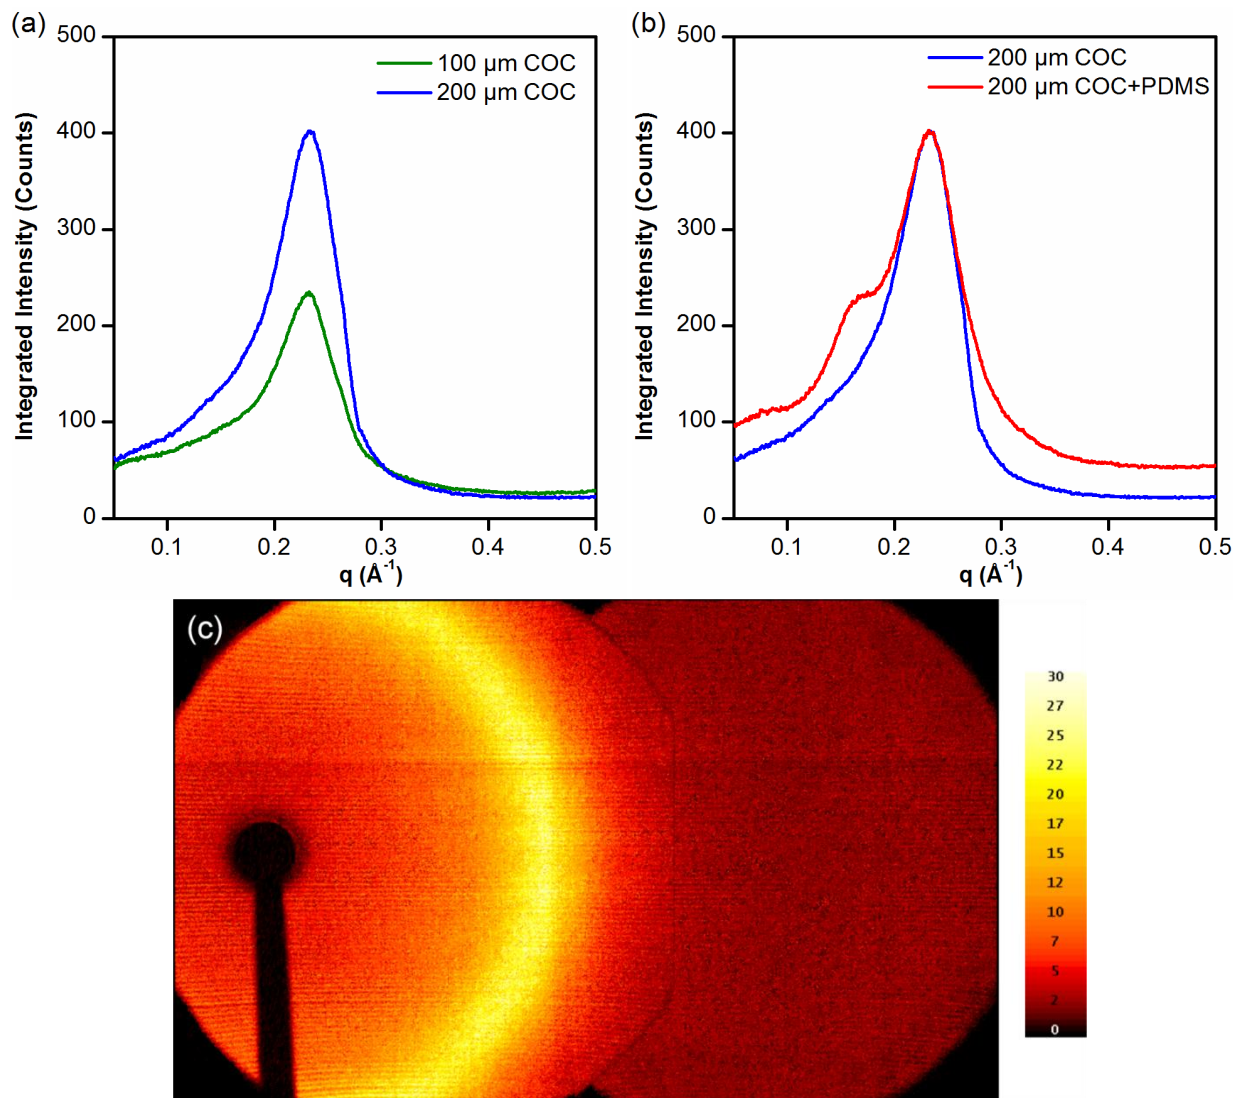 (a)
500
400
300
200
100
0
Integrated Intensity (Counts)
100 µm COC
200 µm COC
0.1 0.2 0.3 0.4 0.5
q (Å-1)
(b)
500
400
300
200
100
0
Integrated Intensity (Counts)
200 µm COC
200 µm COC+PDMS
0.1 0.2 0.3 0.4 0.5
q (Å-1)
(c)
30
27
25
22
20
17
15
12
10
7
5
2
0